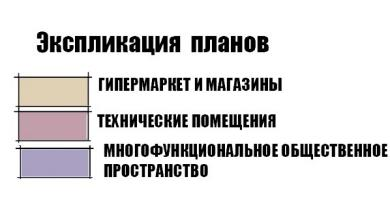 Экспликация планов
ГИПЕРМАРКЕТ И МАГАЗИНЫ
ТЕХНИЧЕСКИЕ ПОМЕЩЕНИЯ
МНОГОФУНКЦИОНАЛЬНОЕ ОБЩЕСТВЕННОЕ
ПРОСТРАНСТВО